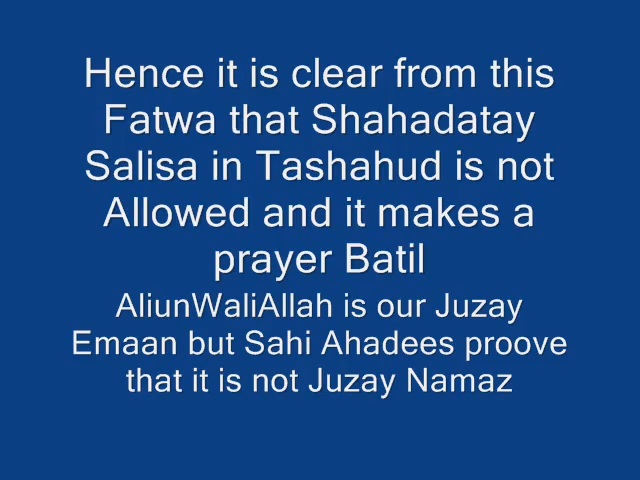 Hence it is clear from this
Fatwa that Shahadatay
Salisa in Tashahud is not
Allowed and it makes a
prayer Batil
AliunWaliAllah is our Juzay
Emaan but Sahi Ahadees proove
that it is not Juzay Namaz